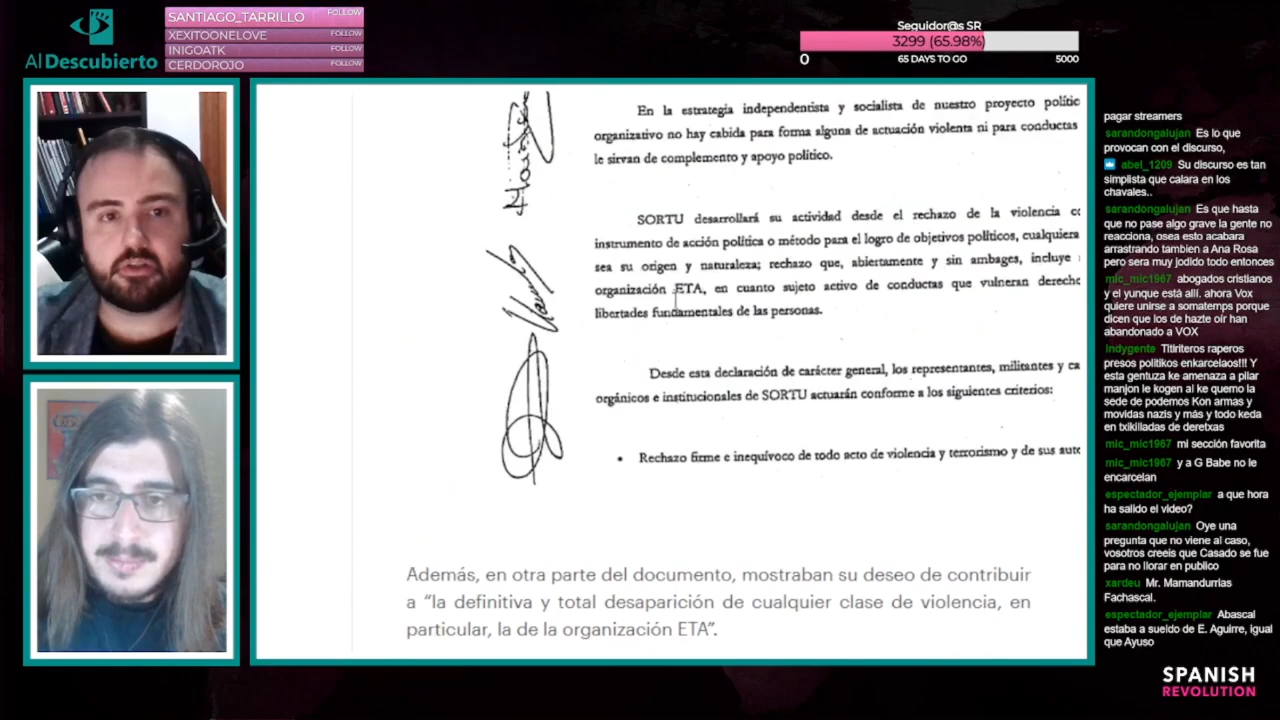 Al Descubierto
SANTIAGO_TARRILLO FOLLOW
XEXITOONELOVE FOLLOW
INIGOATK FOLLOW
CERDOROJO FOLLOW
Seguidor@s SR
3299 (65.98%)
0 65 DAYS TO GO 5000
En la estrategia independentista y socialista de nuestro proyecto polític
organizativo no hay cabida para forma alguna de actuación violenta ni para conductas
le sirvan de complemento y apoyo político.
SORTU desarrollará su actividad desde el rechazo de la violencia co
instrumento de acción política o método para el logro de objetivos políticos, cualquiera
sea su origen y naturaleza; rechazo que, abiertamente y sin ambages, incluye
organización ETA, en cuanto sujeto activo de conductas que vulneran derecho
libertades fundamentales de las personas.
Desde esta declaración de carácter general, los representantes, militantes y ca
orgánicos e institucionales de SORTU actuarán conforme a los siguientes criterios:
• Rechazo firme e inequívoco de todo acto de violencia y terrorismo y de sus auto
Además, en otra parte del documento, mostraban su deseo de contribuir
a “la definitiva y total desaparición de cualquier clase de violencia, en
particular, la de la organización ETA”.
pagar streamers
sarandongalujan Es lo que
provocan con el discurso,
abel_1209 Su discurso es tan
simplista que calara en los
chavales..
sarandongalujan Es que hasta
que no pase algo grave la gente no
reacciona, osea esto acabara
arrastrando tambien a Ana Rosa
pero sera muy jodido todo entonces
mic_mic1967 abogados cristianos
y el yunque está allí. ahora Vox
quiere unirse a somatemps porque
dicen que los de hazte oír han
abandonado a VOX
indygente Titiriteros raperos
presos politikos enkarcelaos!!! Y
esta gentuza ke amenaza a pilar
manjon le kogen al ke quemo la
sede de podemos Kon armas y
movidas nazis y más y todo keda
en txikilladas de deretxas
mic_mic1967 mi sección favorita
mic_mic1967 y a G Babe no le
encarcelan
espectador_ejemplar a que hora
ha salido el video?
sarandongalujan Oye una
pregunta que no viene al caso,
vosotros creeis que Casado se fue
para no llorar en publico
xardeu Mr. Mamandurrias
Fachascal.
espectador_ejemplar Abascal
estaba a sueldo de E. Aguirre, igual
que Ayuso
SPANISH
REVOLUTION